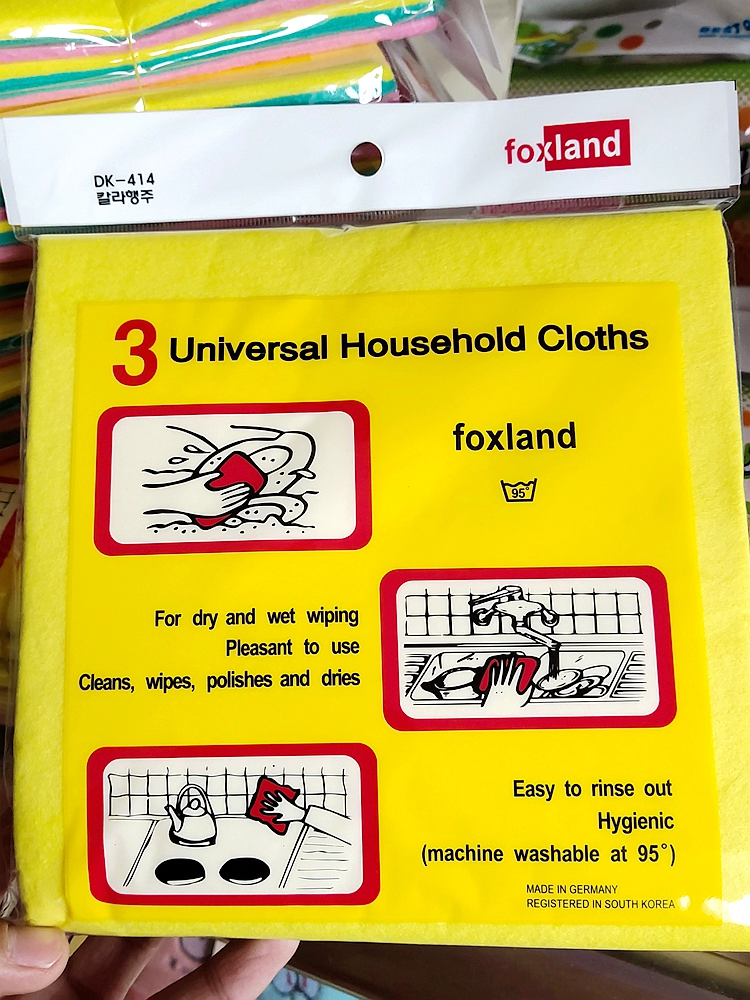 foxland
DK-414
칼라행주
3 Universal Household Cloths
foxland
95°
For dry and wet wiping
Pleasant to use
Cleans, wipes, polishes and dries
Easy to rinse out
Hygienic
(machine washable at 95°)
MADE IN GERMANY
REGISTERED IN SOUTH KOREA